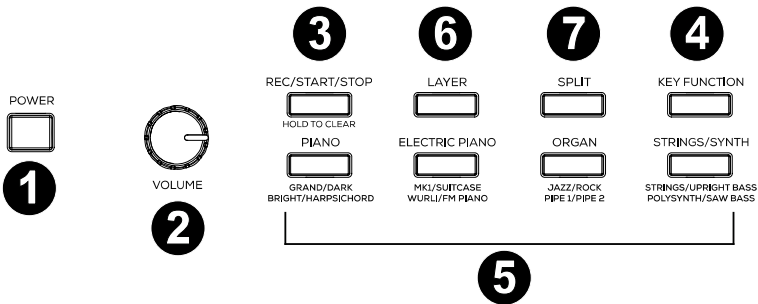 3 6 7 4
REC/START/STOP LAYER SPLIT KEY FUNCTION
POWER
HOLD TO CLEAR
PIANO ELECTRIC PIANO ORGAN STRINGS/SYNTH
1
VOLUME
GRAND/DARK MK1/SUITCASE JAZZ/ROCK STRINGS/UPRIGHT BASS
BRIGHT/HARPSICHORD WURLI/FM PIANO PIPE 1/PIPE 2 POLYSYNTH/SAW BASS
2
5